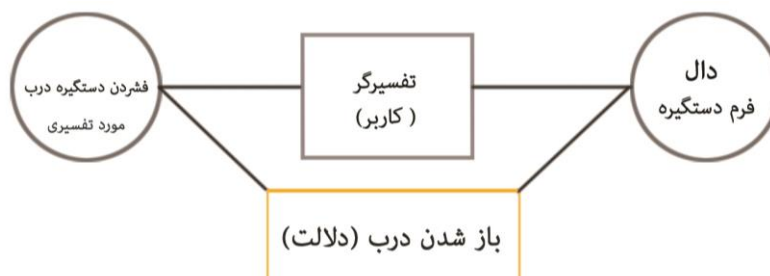 دال
فرم دستگیره
تفسیرگر
( کاربر)
فشردن دستگیره درب
مورد تفسیری
باز شدن درب (دلالت)